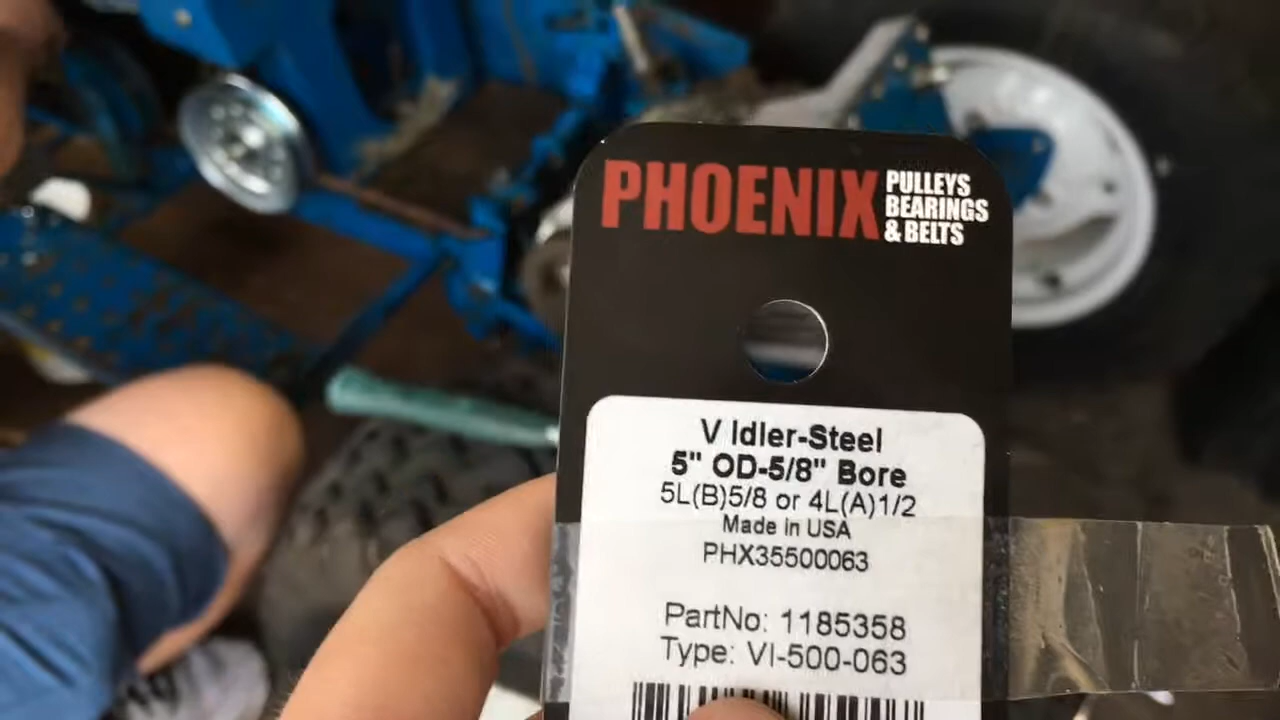 PHOENIX
PULLEYS
BEARINGS
& BELTS
V Idler-Steel
5" OD-5/8" Bore
5L(B)5/8 or 4L(A)1/2
Made in USA
PHX35500063
PartNo: 1185358
Type: VI-500-063